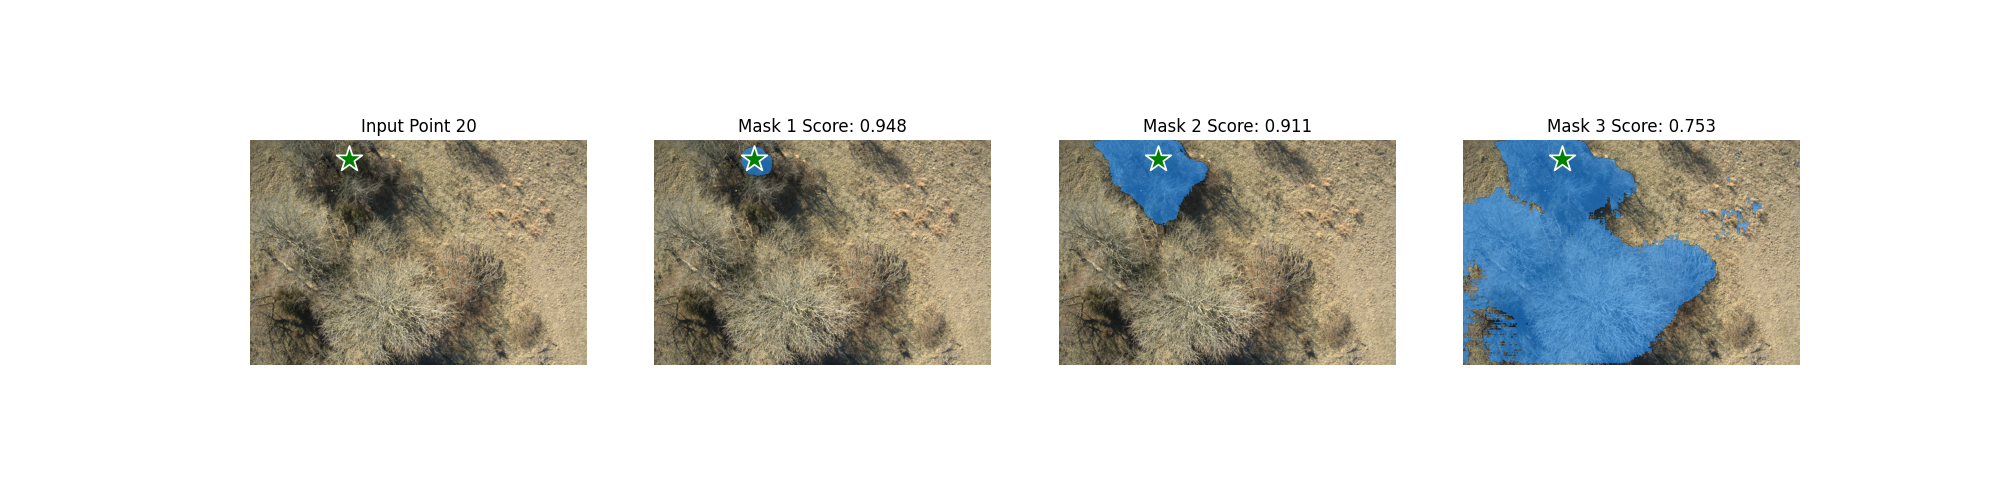 Input Point 20
Mask 1 Score: 0.948
Mask 2 Score: 0.911
Mask 3 Score: 0.753